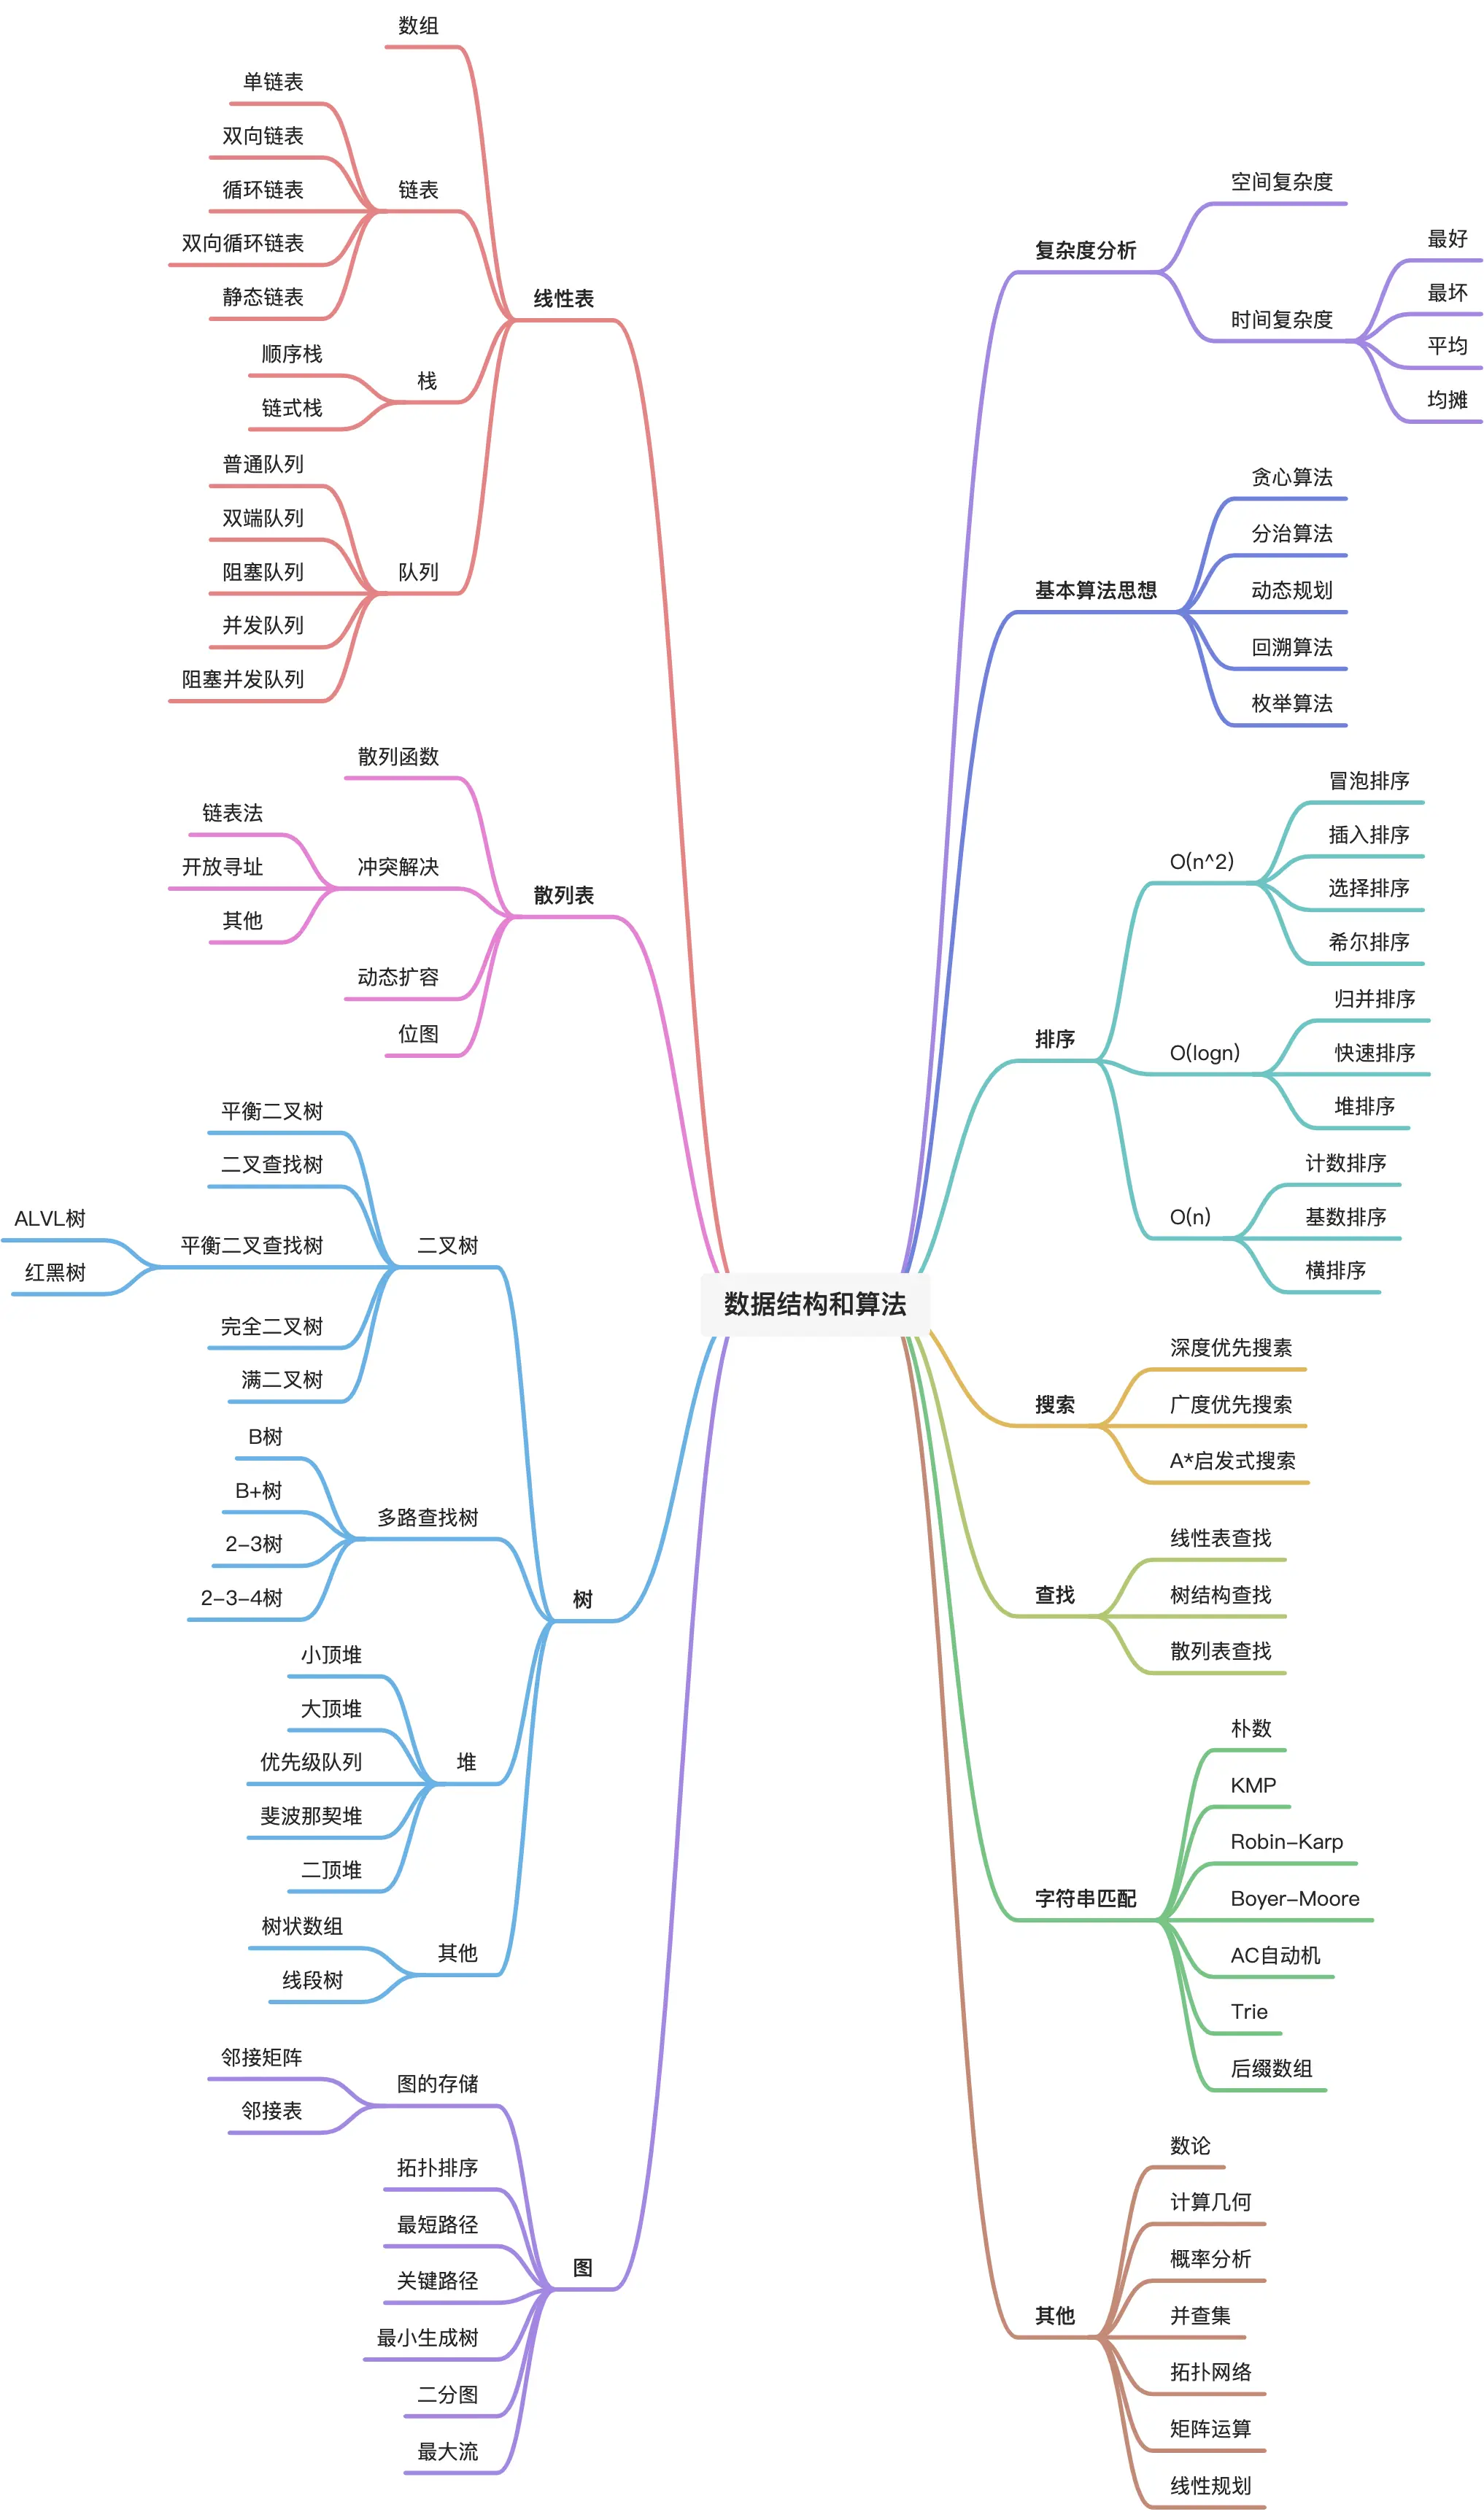 数据结构和算法
线性表
数组
链表
单链表
双向链表
循环链表
双向循环链表
静态链表
栈
顺序栈
链式栈
队列
普通队列
双端队列
阻塞队列
并发队列
阻塞并发队列
散列表
散列函数
冲突解决
链表法
开放寻址
其他
动态扩容
位图
树
二叉树
平衡二叉树
二叉查找树
平衡二叉查找树
ALVL树
红黑树
完全二叉树
满二叉树
多路查找树
B树
B+树
2-3树
2-3-4树
堆
小顶堆
大顶堆
优先级队列
斐波那契堆
二顶堆
其他
树状数组
线段树
图
图的存储
邻接矩阵
邻接表
拓扑排序
最短路径
关键路径
最小生成树
二分图
最大流
复杂度分析
空间复杂度
时间复杂度
最好
最坏
平均
均摊
基本算法思想
贪心算法
分治算法
动态规划
回溯算法
枚举算法
排序
O(n^2)
冒泡排序
插入排序
选择排序
希尔排序
O(logn)
归并排序
快速排序
堆排序
O(n)
计数排序
基数排序
横排序
搜索
深度优先搜素
广度优先搜索
A*启发式搜索
查找
线性表查找
树结构查找
散列表查找
字符串匹配
朴数
KMP
Robin-Karp
Boyer-Moore
AC自动机
Trie
后缀数组
其他
数论
计算几何
概率分析
并查集
拓扑网络
矩阵运算
线性规划